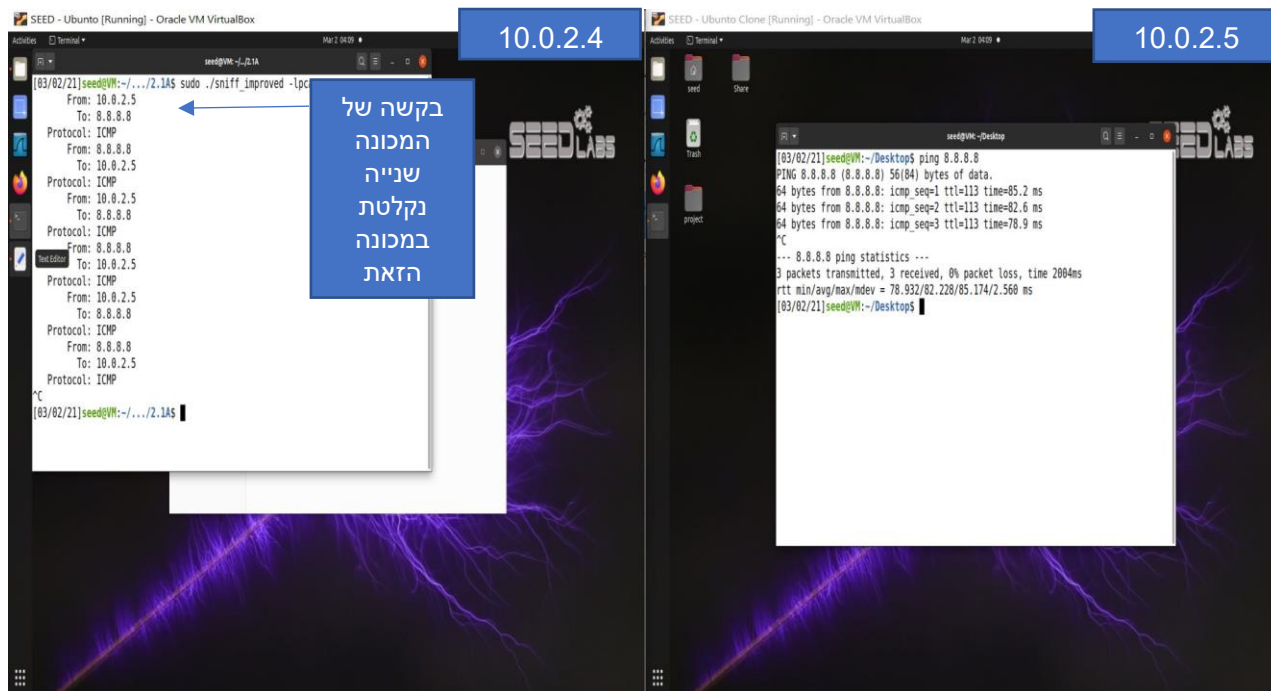 SEED - Ubunto [Running] - Oracle VM VirtualBox
Activities Terminal Mar 2 04:09
10.0.2.4
seed@VM: ~/.../2.1A
[03/02/21]seed@VM:~/.../2.1A$ sudo ./sniff_improved -lpc
From: 10.0.2.5
To: 8.8.8.8
Protocol: ICMP
From: 8.8.8.8
To: 10.0.2.5
Protocol: ICMP
From: 10.0.2.5
To: 8.8.8.8
Protocol: ICMP
From: 8.8.8.8
To: 10.0.2.5
Protocol: ICMP
From: 10.0.2.5
To: 8.8.8.8
Protocol: ICMP
From: 8.8.8.8
To: 10.0.2.5
Protocol: ICMP
^C
[03/02/21]seed@VM:~/.../2.1A$
Text Editor
בקשה של
המכונה
שנייה
נקלטת
במכונה
הזאת
SEED LABS
SEED - Ubunto Clone [Running] - Oracle VM VirtualBox
Activities Terminal Mar 2 04:09
10.0.2.5
seed
Share
Trash
project
seed@VM: ~/Desktop
[03/02/21]seed@VM:~/Desktop$ ping 8.8.8.8
PING 8.8.8.8 (8.8.8.8) 56(84) bytes of data.
64 bytes from 8.8.8.8: icmp_seq=1 ttl=113 time=85.2 ms
64 bytes from 8.8.8.8: icmp_seq=2 ttl=113 time=82.6 ms
64 bytes from 8.8.8.8: icmp_seq=3 ttl=113 time=78.9 ms
^C
--- 8.8.8.8 ping statistics ---
3 packets transmitted, 3 received, 0% packet loss, time 2004ms
rtt min/avg/max/mdev = 78.932/82.228/85.174/2.560 ms
[03/02/21]seed@VM:~/Desktop$
SEED LABS